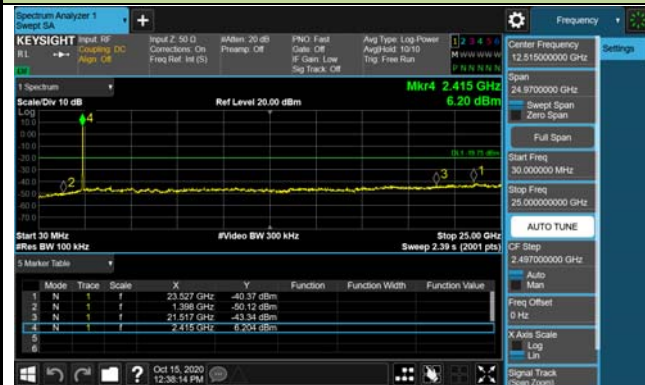 Spectrum Analyzer 1
Swept SA
+
Frequency
KEYSIGHT
RL
Input: RF
Coupling: DC
Align: Off
Input Z: 50 Ω
Corrections: On
Freq Ref: Int (S)
#Atten: 20 dB
Preamp: Off
PNO: Fast
Gate: Off
IF Gain: Low
Sig Track: Off
Avg Type: Log-Power
Avg|Hold: 10/10
Trig: Free Run
1 2 3 4 5 6
M W W W W W
P N N N N N
1 Spectrum
Scale/Div 10 dB
Ref Level 20.00 dBm
Mkr4 2.415 GHz
6.20 dBm
Log
10.0
0.00
-10.0
-20.0
-30.0
-40.0
-50.0
-60.0
-70.0
4
2
3
1
Start 30 MHz
#Video BW 300 kHz
Stop 25.00 GHz
#Res BW 100 kHz
Sweep 2.39 s (2001 pts)
5 Marker Table
Mode Trace Scale X Y Function Function Width Function Value
1 N 1 f 23.527 GHz -40.37 dBm
2 N 1 f 1.398 GHz -50.12 dBm
3 N 1 f 21.517 GHz -43.34 dBm
4 N 1 f 2.415 GHz 6.204 dBm
5
6
?
Oct 15, 2020
12:38:14 PM
Center Frequency
12.515000000 GHz
Settings
Span
24.9700000 GHz
Swept Span
Zero Span
Full Span
Start Freq
30.000000 MHz
Stop Freq
25.000000000 GHz
AUTO TUNE
CF Step
2.497000000 GHz
Auto
Man
Freq Offset
0 Hz
X Axis Scale
Log
Lin
Signal Track
(Span Zoom)